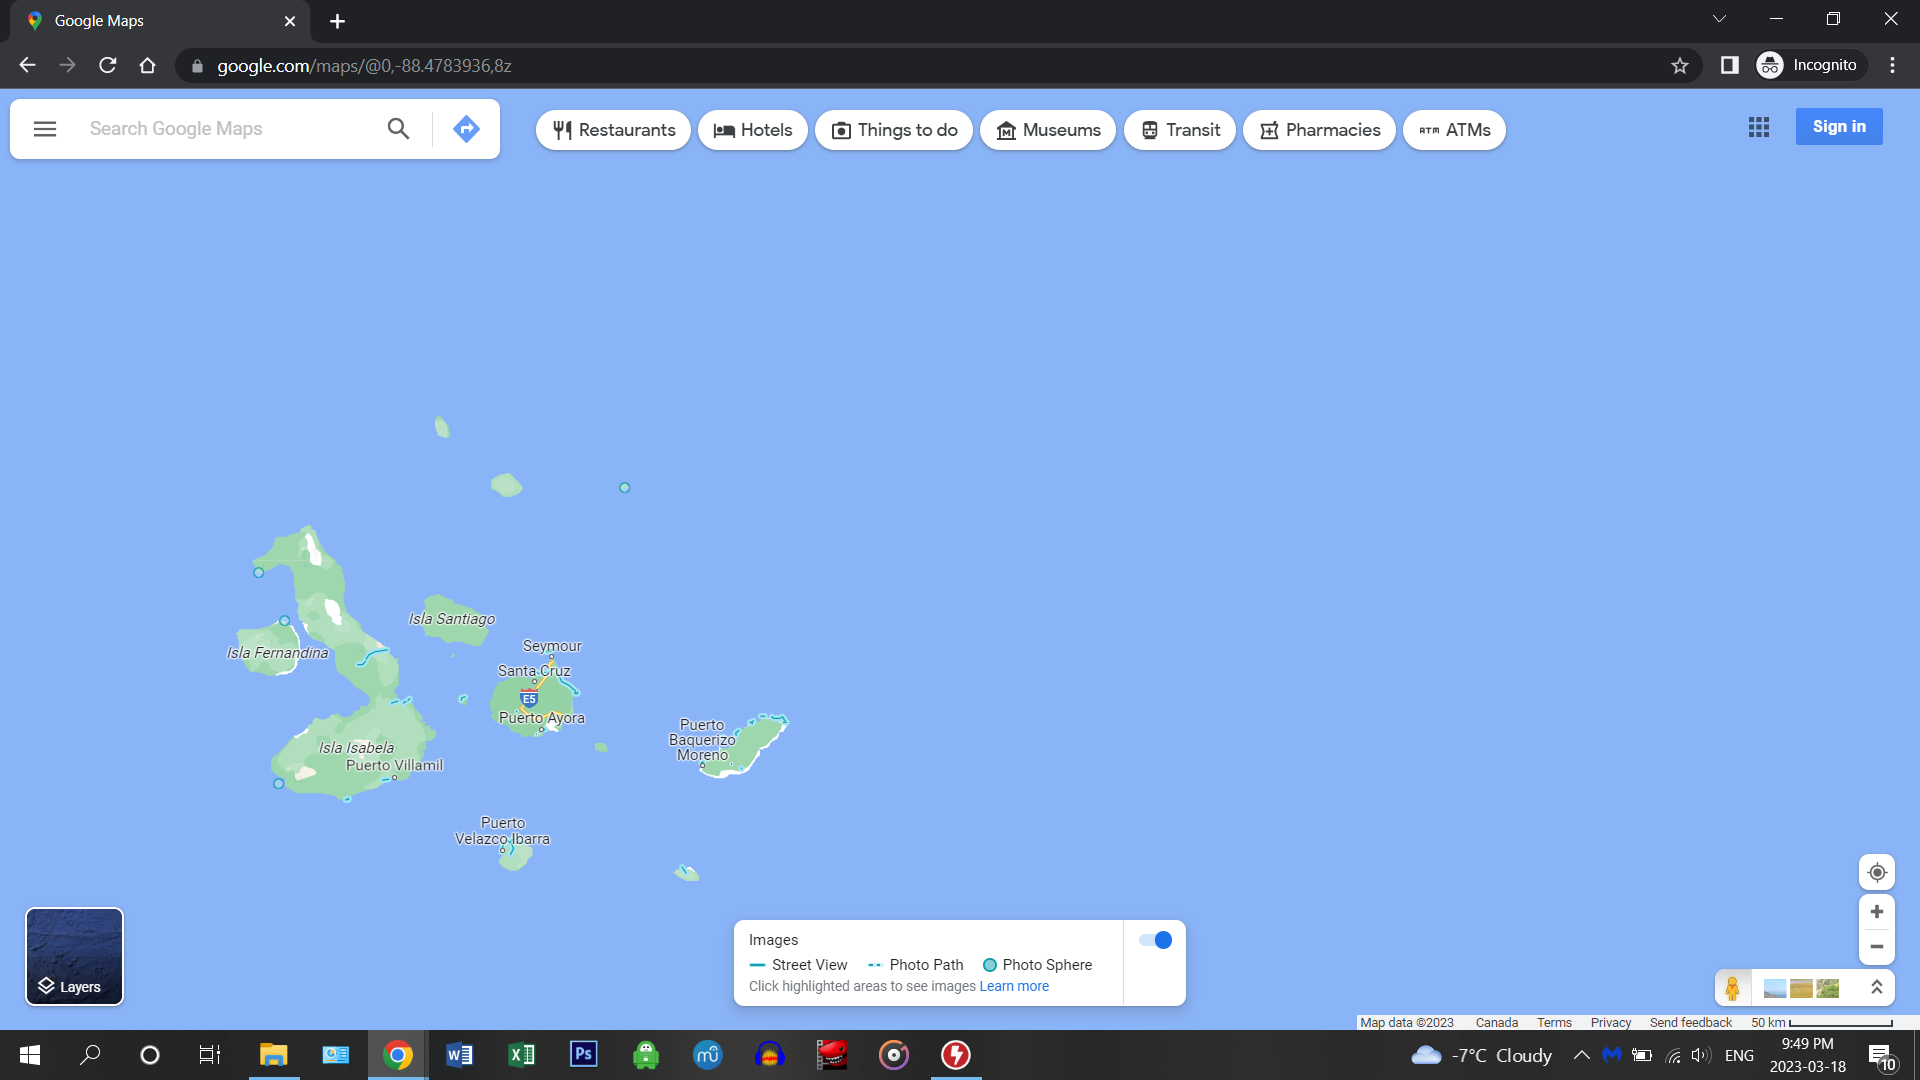 Google Maps
google.com/maps/@0,-88.4783936,8z
Incognito
Search Google Maps
Restaurants
Hotels
Things to do
Museums
Transit
Pharmacies
ATM ATMs
Sign in
Isla Santiago
Seymour
Isla Fernandina
Santa Cruz
E5
Puerto Ayora
Puerto
Baquerizo
Moreno
Isla Isabela
Puerto Villamil
Puerto
Velazco Ibarra
Images
Street View
Photo Path
Photo Sphere
Click highlighted areas to see images Learn more
Layers
Map data ©2023 Canada Terms Privacy Send feedback 50 km
W
X
Ps
mu
-7°C Cloudy
ENG
9:49 PM
2023-03-18
10